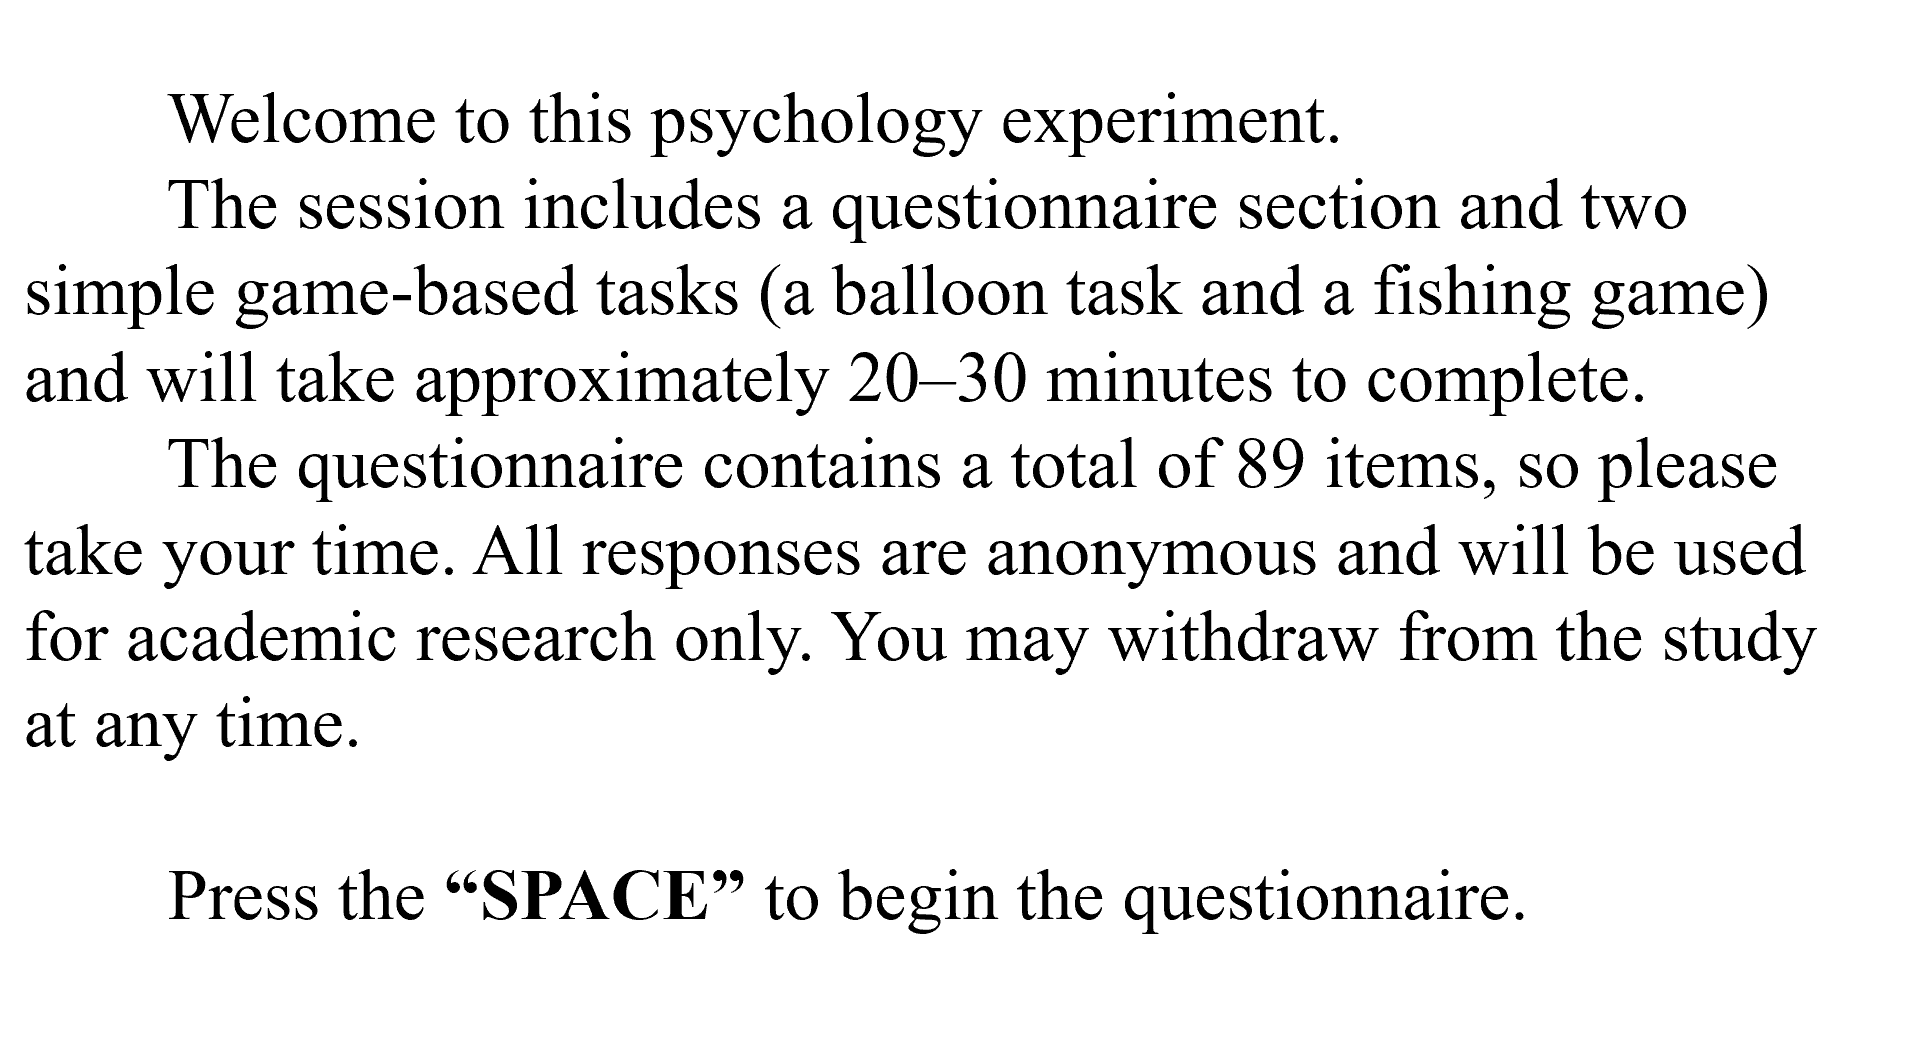 Welcome to this psychology experiment.
The session includes a questionnaire section and two
simple game-based tasks (a balloon task and a fishing game)
and will take approximately 20–30 minutes to complete.
The questionnaire contains a total of 89 items, so please
take your time. All responses are anonymous and will be used
for academic research only. You may withdraw from the study
at any time.
Press the “SPACE” to begin the questionnaire.